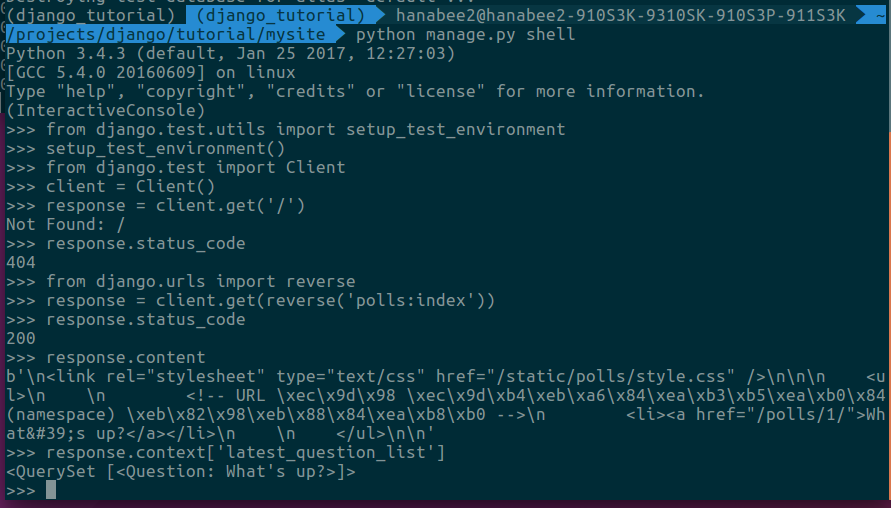 (django_tutorial) (django_tutorial) hanabee2@hanabee2-910S3K-9310SK-910S3P-911S3K ~
/projects/django/tutorial/mysite python manage.py shell
Python 3.4.3 (default, Jan 25 2017, 12:27:03)
[GCC 5.4.0 20160609] on linux
Type "help", "copyright", "credits" or "license" for more information.
(InteractiveConsole)
>>> from django.test.utils import setup_test_environment
>>> setup_test_environment()
>>> from django.test import Client
>>> client = Client()
>>> response = client.get('/')
Not Found: /
>>> response.status_code
404
>>> from django.urls import reverse
>>> response = client.get(reverse('polls:index'))
>>> response.status_code
200
>>> response.content
b'\n<link rel="stylesheet" type="text/css" href="/static/polls/style.css" />\n\n\n    <u
l>\n    \n        <!-- URL \xec\x9d\x98 \xec\x9d\xb4\xeb\xa6\x84\xea\xb3\xb5\xea\xb0\x84
(namespace) \xeb\x82\x98\xeb\x88\x84\xea\xb8\xb0 -->\n        <li><a href="/polls/1/">Wh
at&#39;s up?</a></li>\n    \n    </ul>\n\n'
>>> response.context['latest_question_list']
<QuerySet [<Question: What's up?>]>
>>>